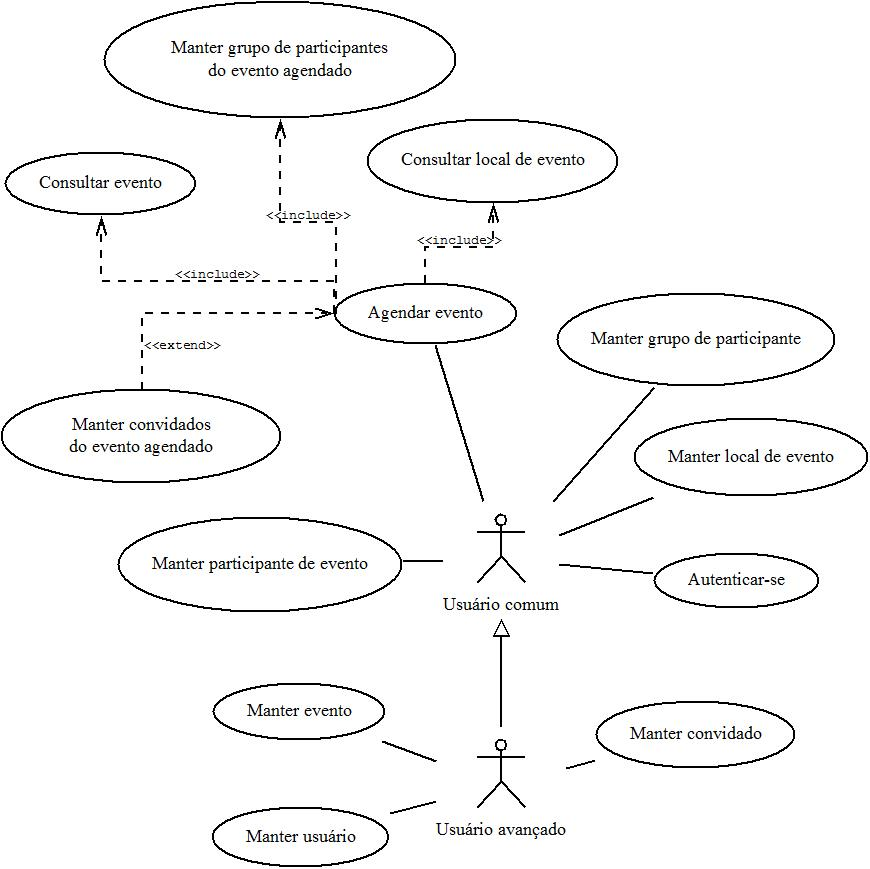 Manter grupo de participantes
do evento agendado
Consultar local de evento
Consultar evento
<<include>>
<<include>>
<<include>>
Agendar evento
Manter grupo de participante
<<extend>>
Manter convidados
do evento agendado
Manter local de evento
Manter participante de evento
Autenticar-se
Usuário comum
Manter evento
Manter convidado
Usuário avançado
Manter usuário